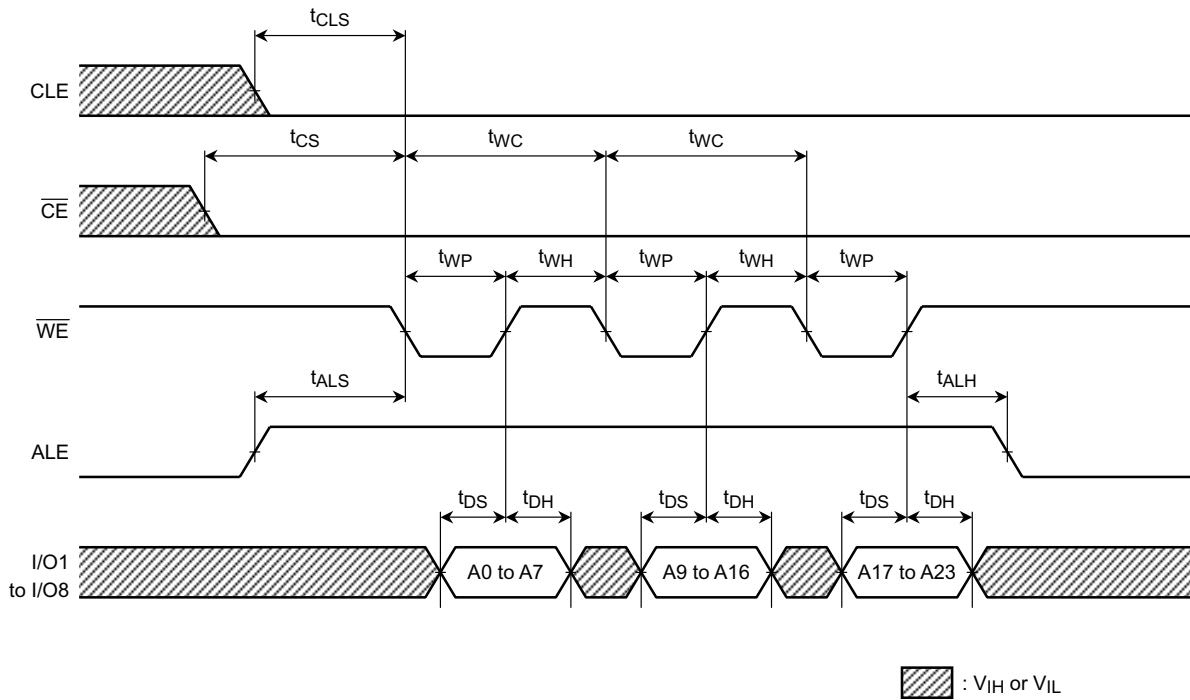 tCLS
CLE
tCS tWC tWC
CE
tWP tWH tWP tWH tWP
WE
tALS tALH
ALE
tDS tDH tDS tDH tDS tDH
I/O1
to I/O8
A0 to A7 A9 to A16 A17 to A23
: VIH or VIL